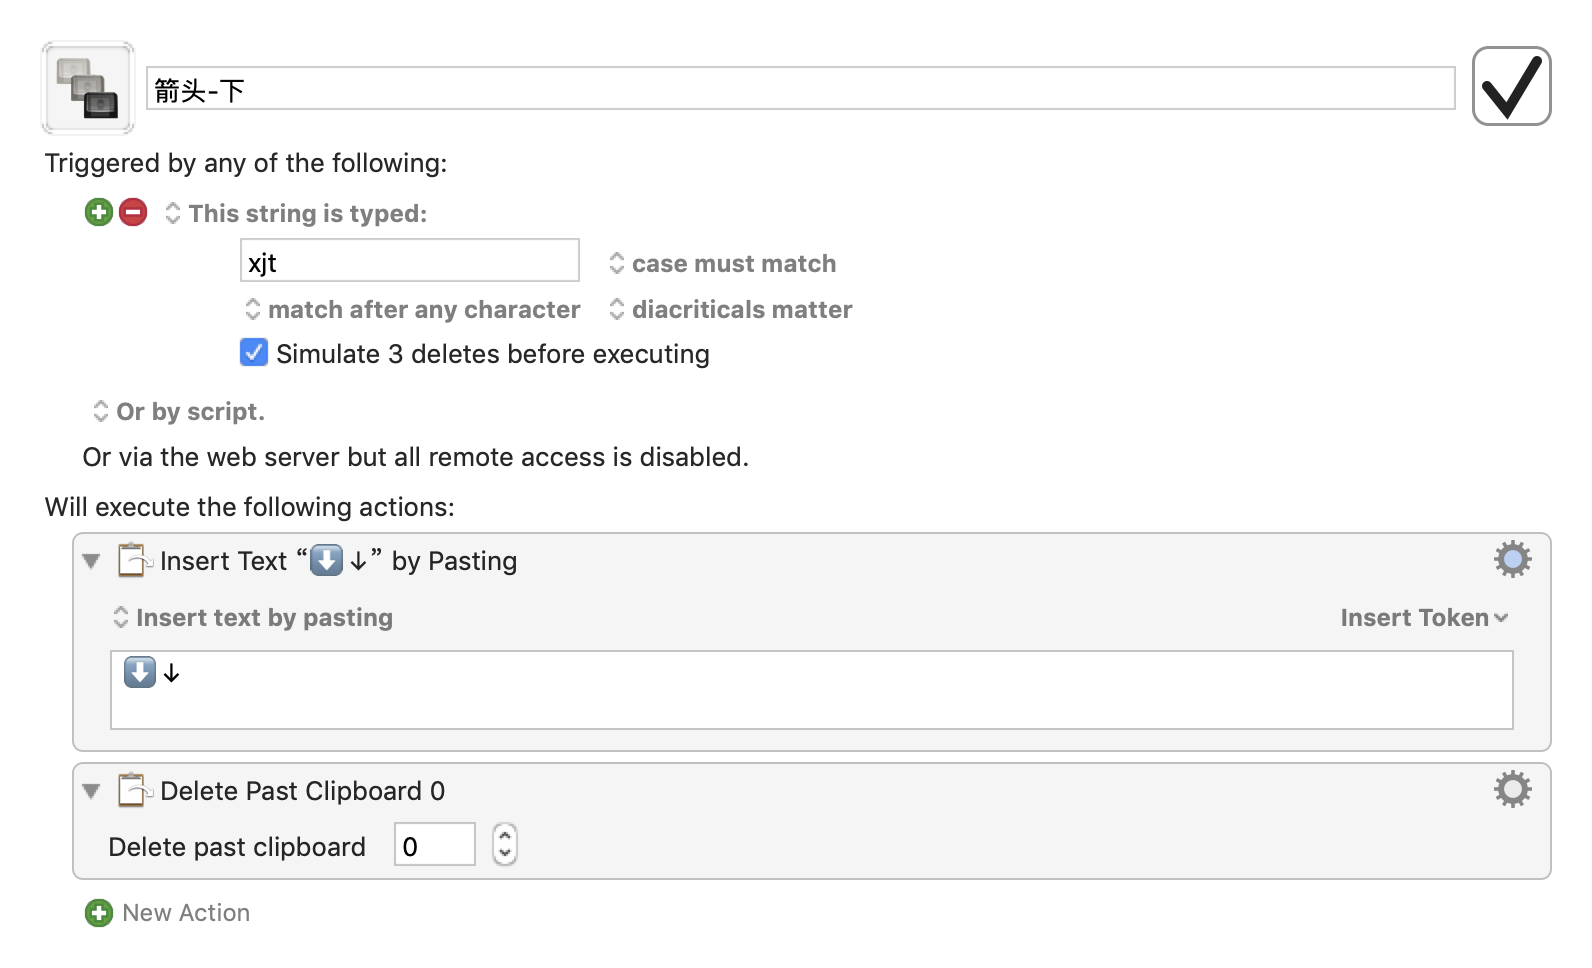 箭头-下
Triggered by any of the following:
This string is typed:
xjt
case must match
match after any character
diacriticals matter
Simulate 3 deletes before executing
Or by script.
Or via the web server but all remote access is disabled.
Will execute the following actions:
Insert Text “⬇️↓” by Pasting
Insert text by pasting
Insert Token
⬇️↓
Delete Past Clipboard 0
Delete past clipboard 0
New Action